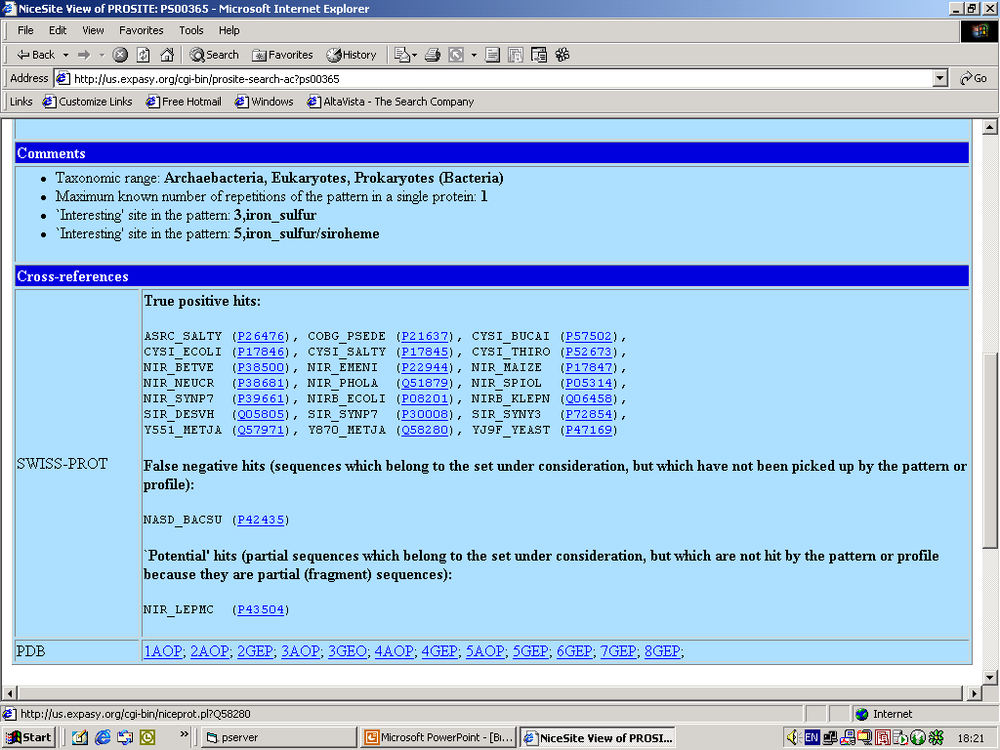 NiceSite View of PROSITE: PS00365 - Microsoft Internet Explorer
File Edit View Favorites Tools Help
Back Search Favorites History
Address http://us.expasy.org/cgi-bin/prosite-search-ac?ps00365 Go
Links Customize Links Free Hotmail Windows AltaVista - The Search Company
Comments
Taxonomic range: Archaebacteria, Eukaryotes, Prokaryotes (Bacteria)
Maximum known number of repetitions of the pattern in a single protein: 1
`Interesting' site in the pattern: 3,iron_sulfur
`Interesting' site in the pattern: 5,iron_sulfur/siroheme
Cross-references
True positive hits:
ASRC_SALTY (P26476), COBG_PSEDE (P21637), CYSI_BUCAI (P57502),
CYSI_ECOLI (P17846), CYSI_SALTY (P17845), CYSI_THIRO (P52673),
NIR_BETVE (P38500), NIR_EMENI (P22944), NIR_MAIZE (P17847),
NIR_NEUCR (P38681), NIR_PHOLA (Q51879), NIR_SPIOL (P05314),
NIR_SYNP7 (P39661), NIRB_ECOLI (P08201), NIRB_KLEPN (Q06458),
SIR_DESVH (Q05805), SIR_SYNP7 (P30008), SIR_SYNY3 (P72854),
Y551_METJA (Q57971), Y870_METJA (Q58280), YJ9F_YEAST (P47169)
SWISS-PROT
False negative hits (sequences which belong to the set under consideration, but which have not been picked up by the pattern or
profile):
NASD_BACSU (P42435)
`Potential' hits (partial sequences which belong to the set under consideration, but which are not hit by the pattern or profile
because they are partial (fragment) sequences):
NIR_LEPMC (P43504)
PDB 1AOP; 2AOP; 2GEP; 3AOP; 3GEO; 4AOP; 4GEP; 5AOP; 5GEP; 6GEP; 7GEP; 8GEP;
http://us.expasy.org/cgi-bin/niceprot.pl?Q58280 Internet
Start » pserver Microsoft PowerPoint - [Bi... NiceSite View of PROSI... EN 18:21